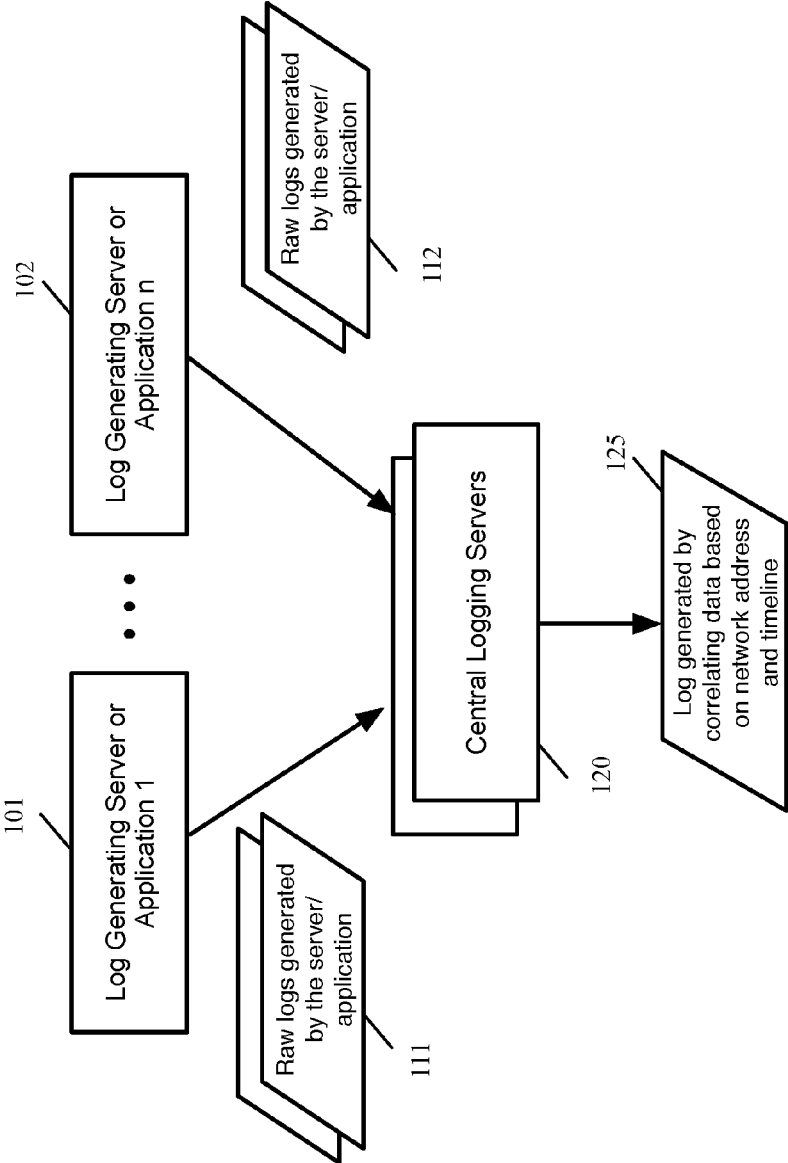 101
Log Generating Server or
Application 1
102
Log Generating Server or
Application n
Raw logs generated
by the server/
application
111
Raw logs generated
by the server/
application
112
Central Logging Servers
120
125
Log generated by
correlating data based
on network address
and timeline